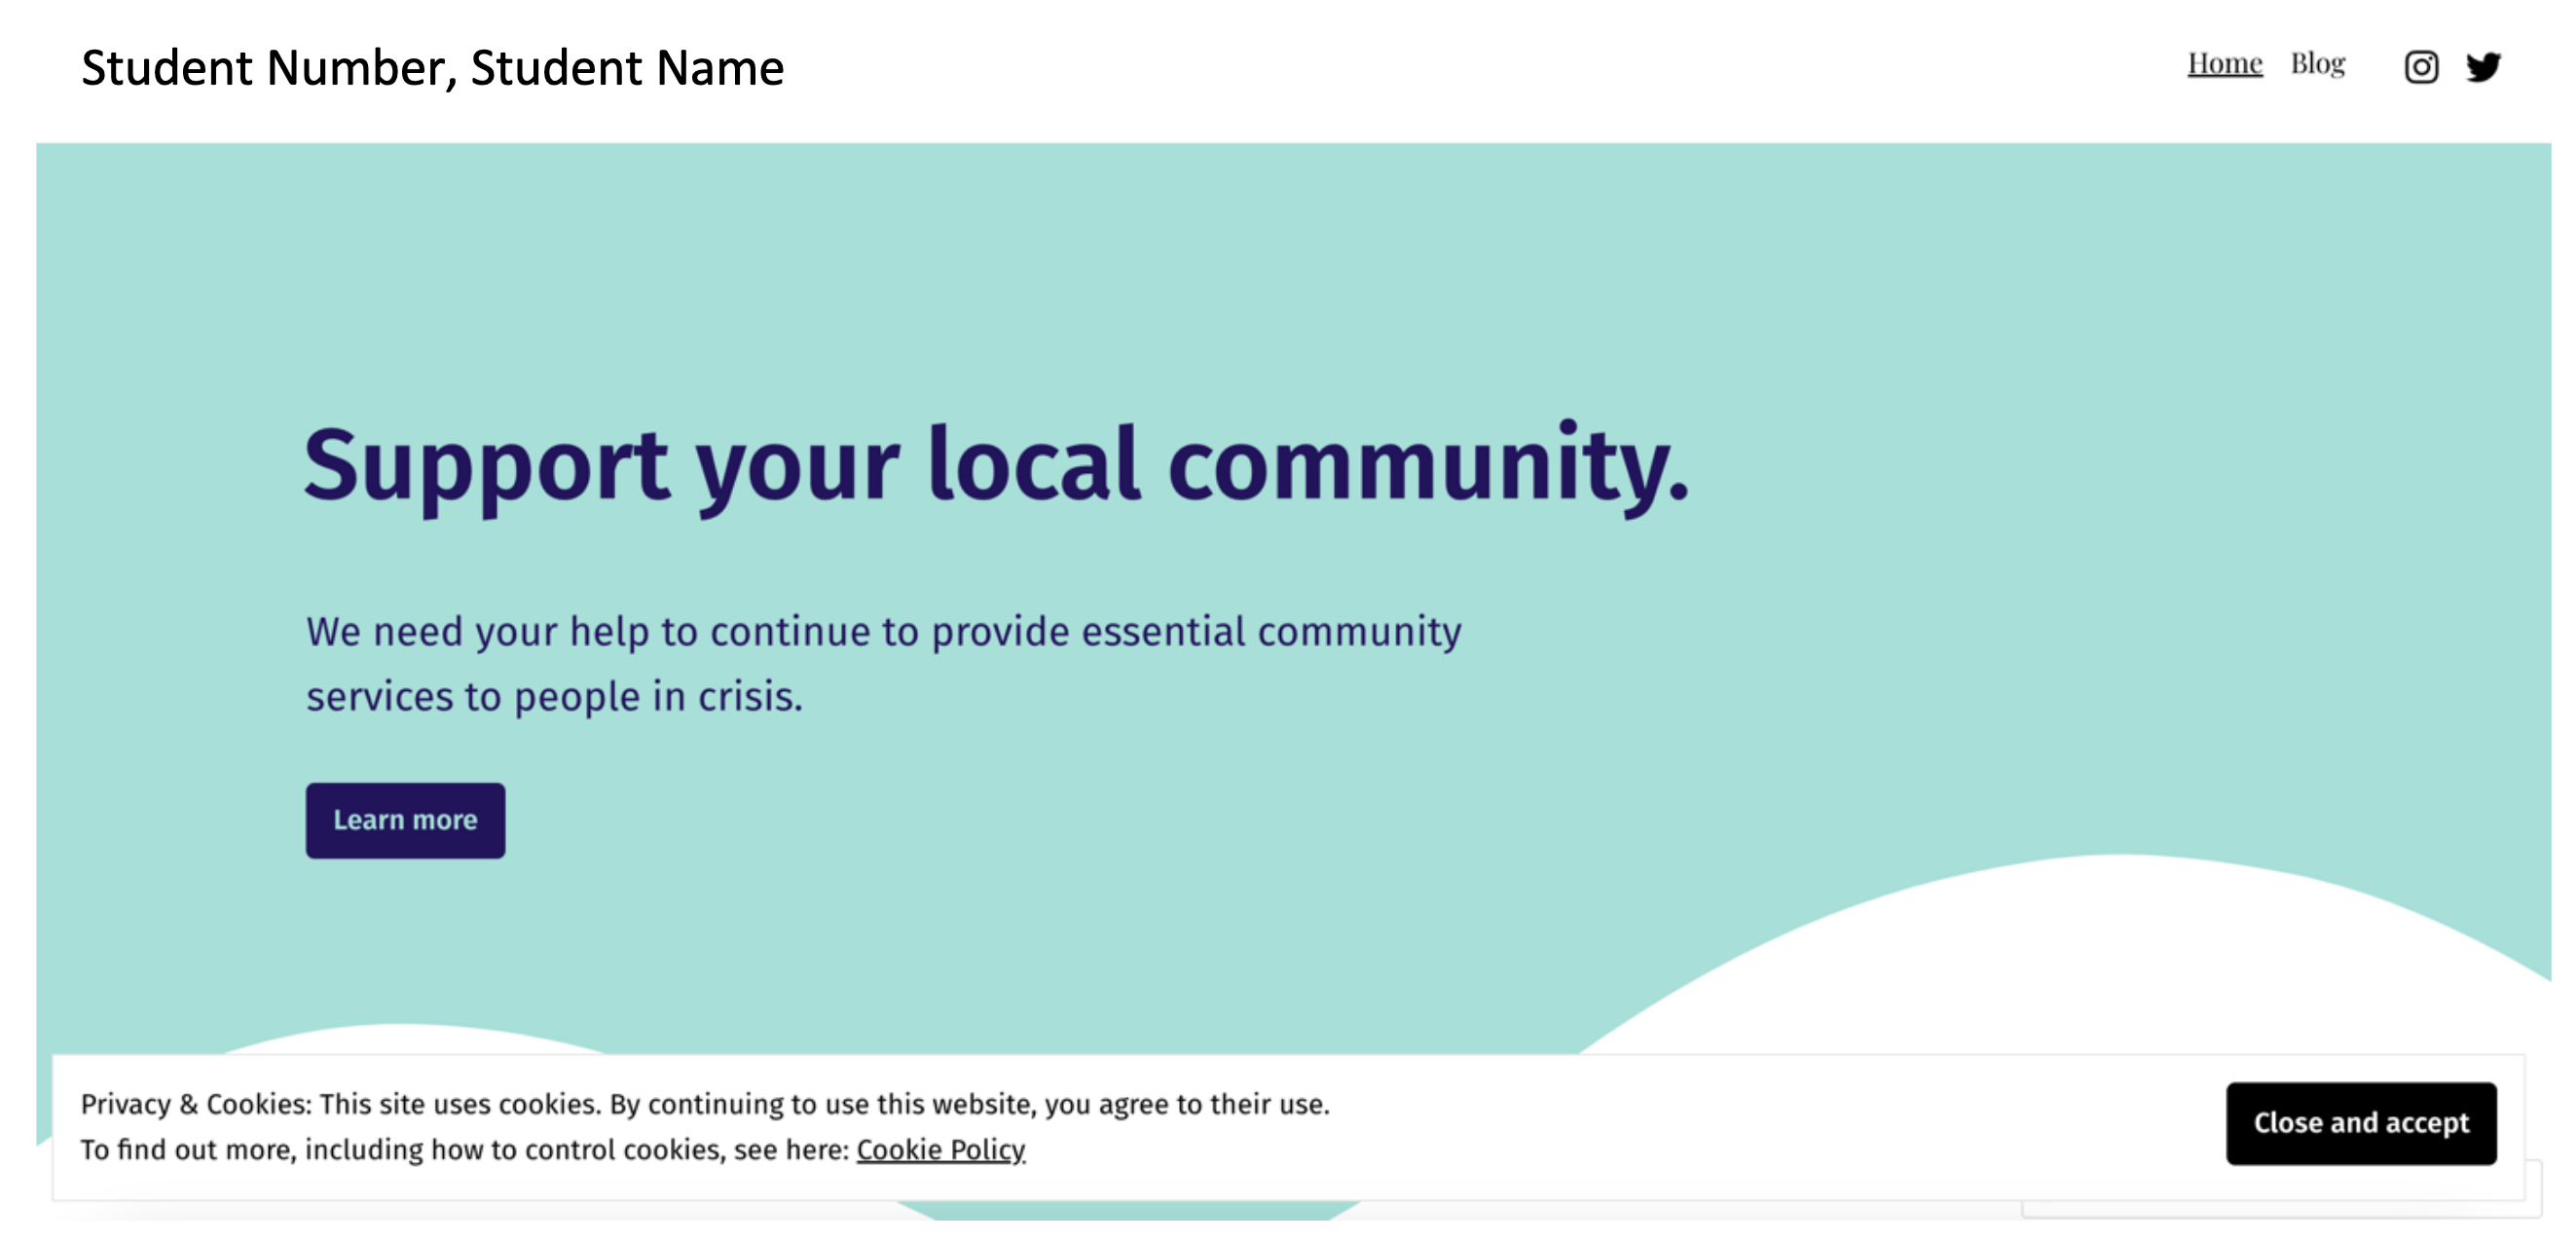 Student Number, Student Name
Home Blog
Support your local community.
We need your help to continue to provide essential community
services to people in crisis.
Learn more
Privacy & Cookies: This site uses cookies. By continuing to use this website, you agree to their use.
To find out more, including how to control cookies, see here: Cookie Policy
Close and accept